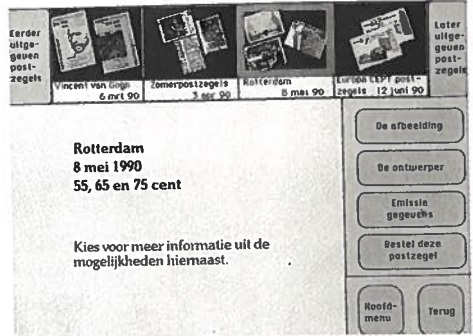 Eerder
uitge-
geven
post-
zegels
Vincent van Gogh
6 mrt 90
Zomerpostzegels
3 apr 90
Rotterdam
8 mei 90
Europa CEPT post-
zegels 12 juni 90
Later
uitge-
geven
post-
zegels
Rotterdam
8 mei 1990
55, 65 en 75 cent
Kies voor meer informatie uit de
mogelijkheden hiernaast.
De afbeelding
De ontwerper
Emissie
gegevens
Bestel deze
postzegel
Hoofd-
menu
Terug